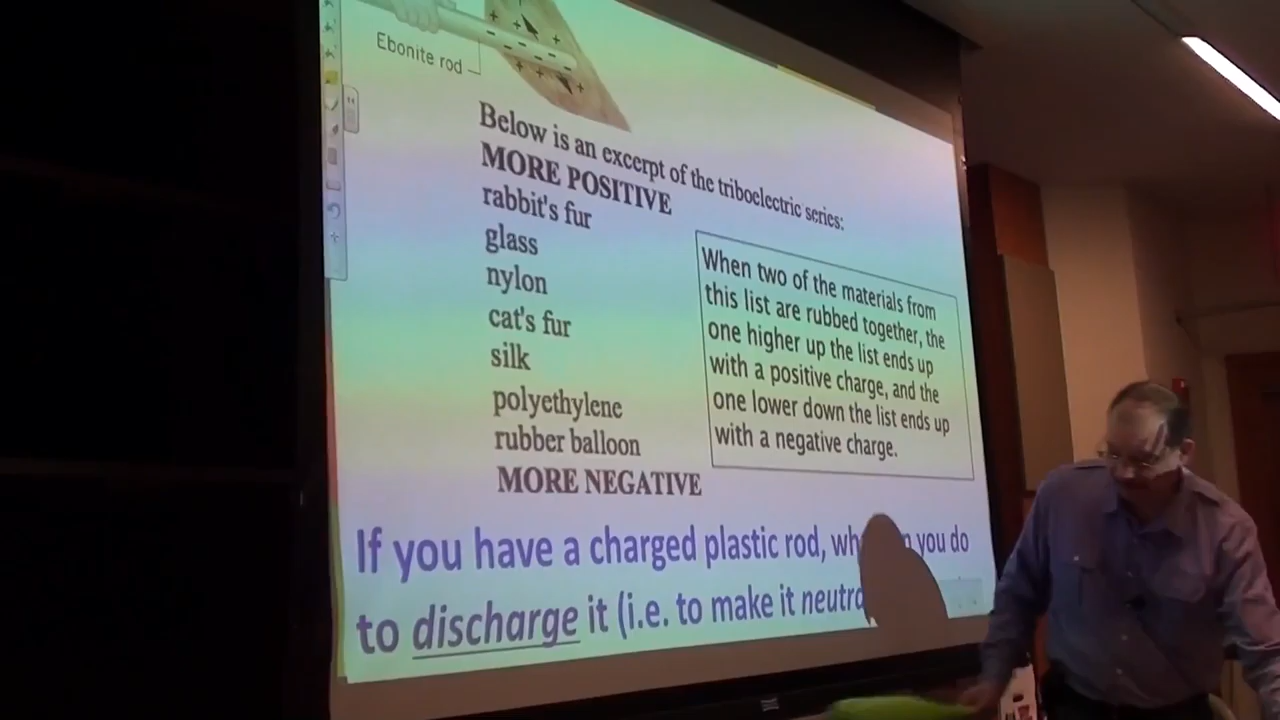 Ebonite rod
Below is an excerpt of the triboelectric series:
MORE POSITIVE
rabbit's fur
glass
nylon
cat's fur
silk
polyethylene
rubber balloon
MORE NEGATIVE
When two of the materials from
this list are rubbed together, the
one higher up the list ends up
with a positive charge, and the
one lower down the list ends up
with a negative charge.
If you have a charged plastic rod, you do
to discharge it (i.e. to make it